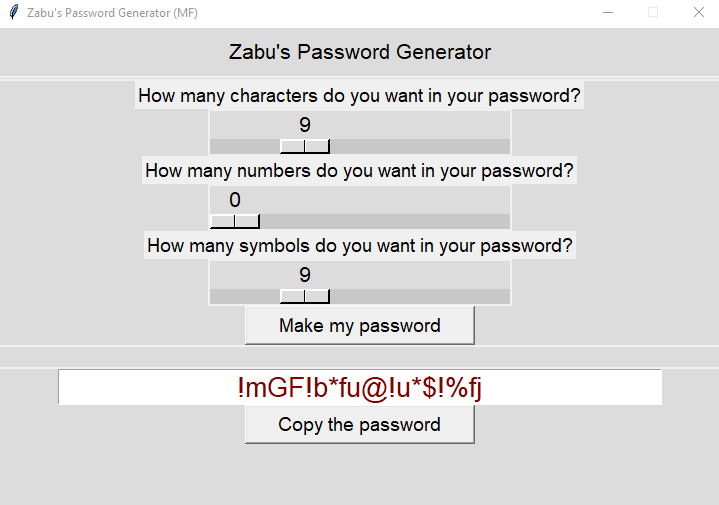 Zabu's Password Generator (MF)
Zabu's Password Generator
How many characters do you want in your password?
9
How many numbers do you want in your password?
0
How many symbols do you want in your password?
9
Make my password
!mGF!b*fu@!u*$!%fj
Copy the password